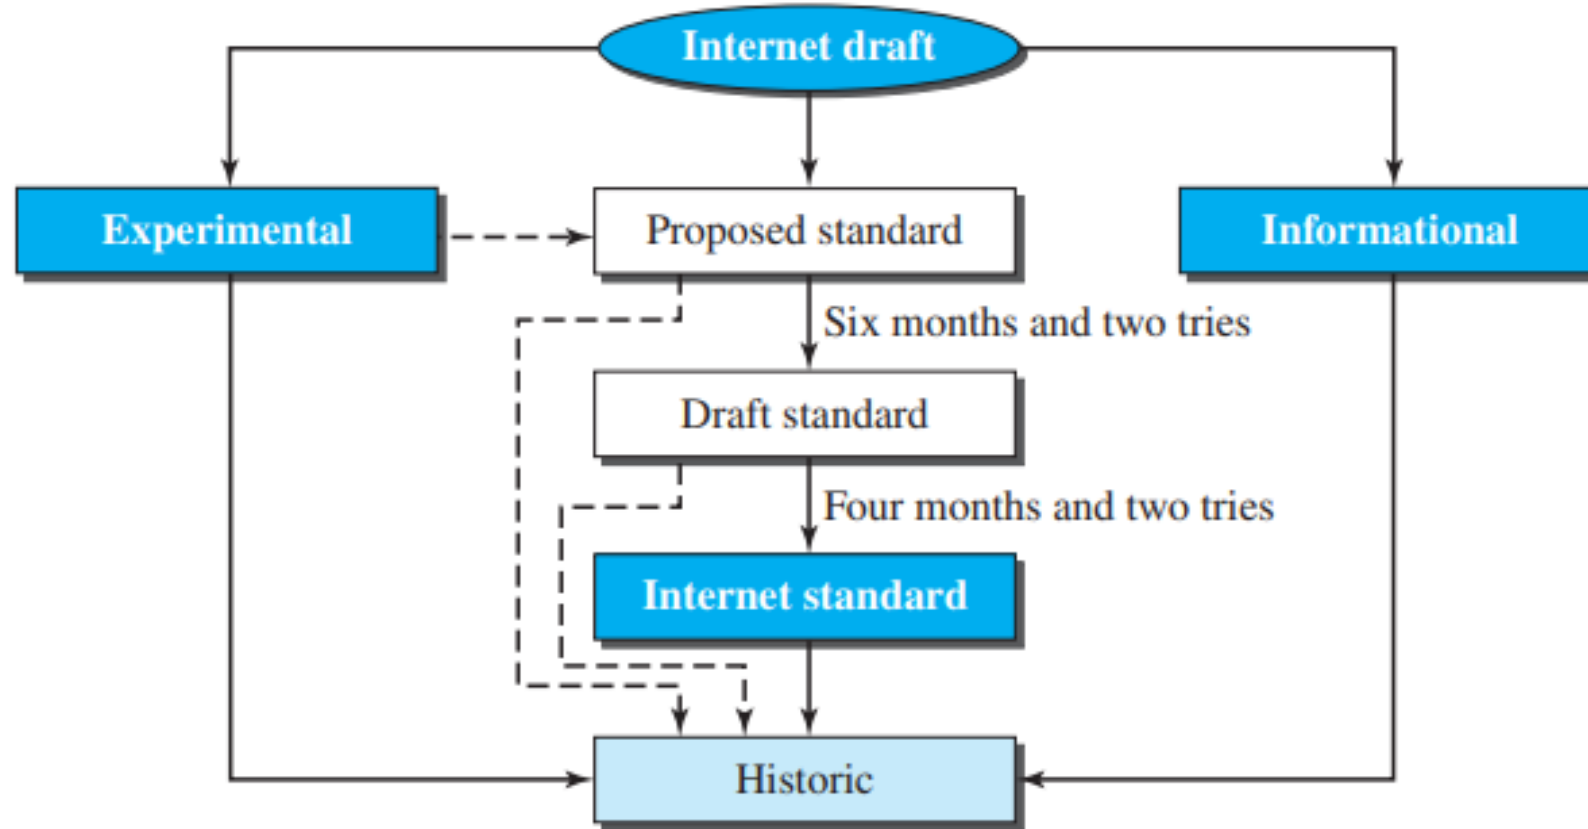 Internet draft
Experimental
Proposed standard
Informational
Six months and two tries
Draft standard
Four months and two tries
Internet standard
Historic